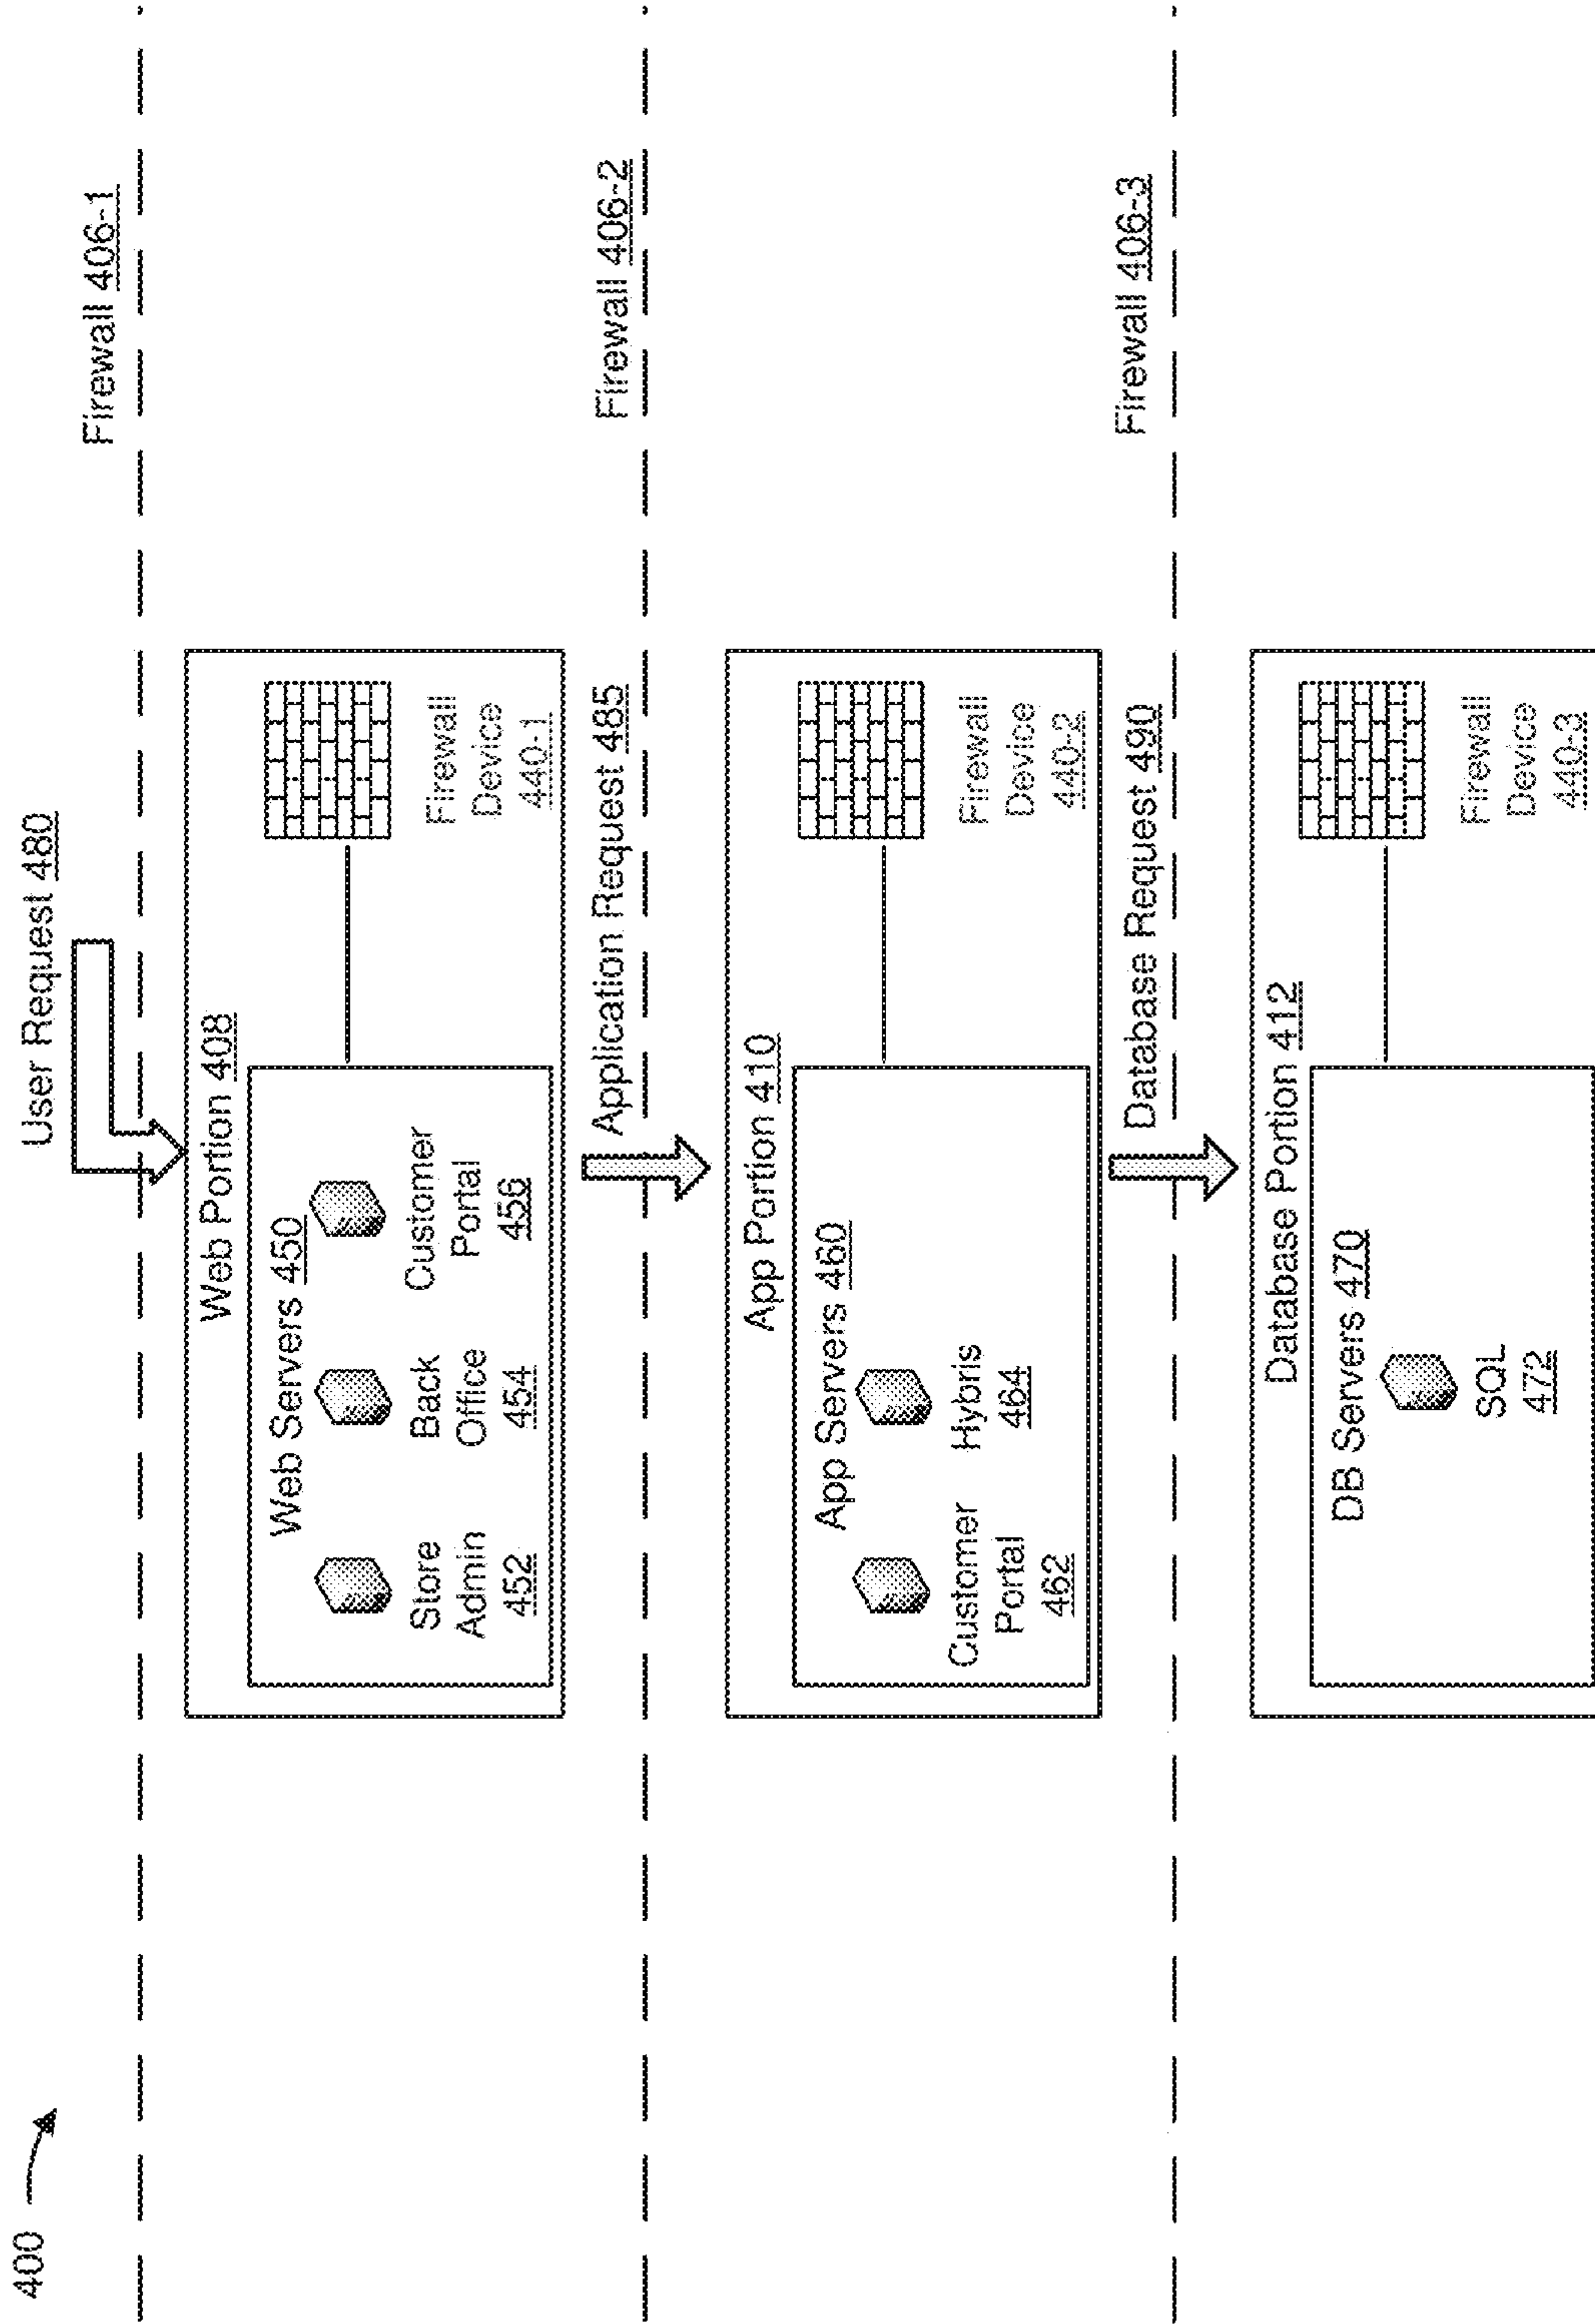 400
User Request 480
Firewall 406-1
Web Portion 408
Web Servers 450
Store
Admin
452
Back
Office
454
Customer
Portal
456
Firewall
Device
440-1
Application Request 485
Firewall 406-2
App Portion 410
App Servers 460
Customer
Portal
462
Hybris
464
Firewall
Device
440-2
Database Request 490
Firewall 406-3
Database Portion 412
DB Servers 470
SQL
472
Firewall
Device
440-3